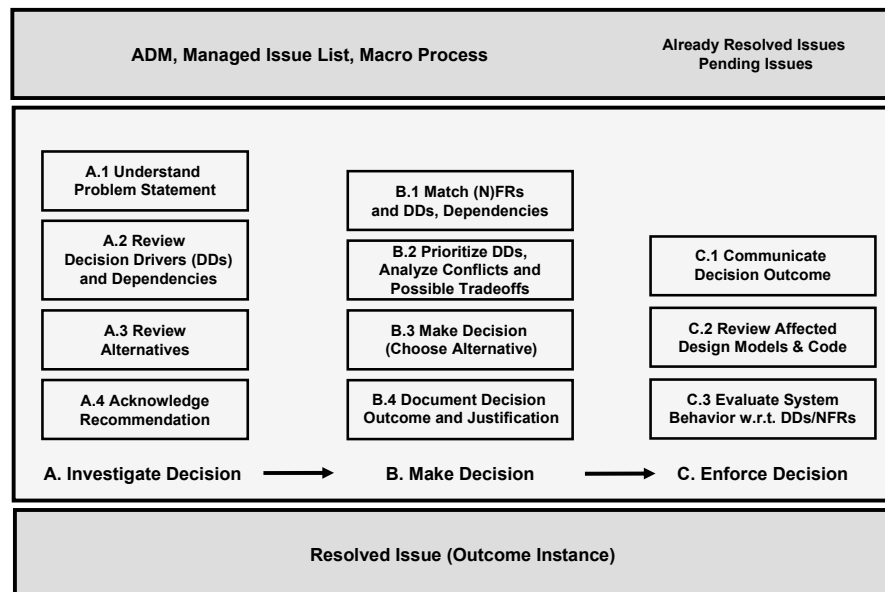 ADM, Managed Issue List, Macro Process
Already Resolved Issues
Pending Issues
A.1 Understand
Problem Statement
A.2 Review
Decision Drivers (DDs)
and Dependencies
A.3 Review
Alternatives
A.4 Acknowledge
Recommendation
B.1 Match (N)FRs
and DDs, Dependencies
B.2 Prioritize DDs,
Analyze Conflicts and
Possible Tradeoffs
B.3 Make Decision
(Choose Alternative)
B.4 Document Decision
Outcome and Justification
C.1 Communicate
Decision Outcome
C.2 Review Affected
Design Models & Code
C.3 Evaluate System
Behavior w.r.t. DDs/NFRs
A. Investigate Decision
B. Make Decision
C. Enforce Decision
Resolved Issue (Outcome Instance)